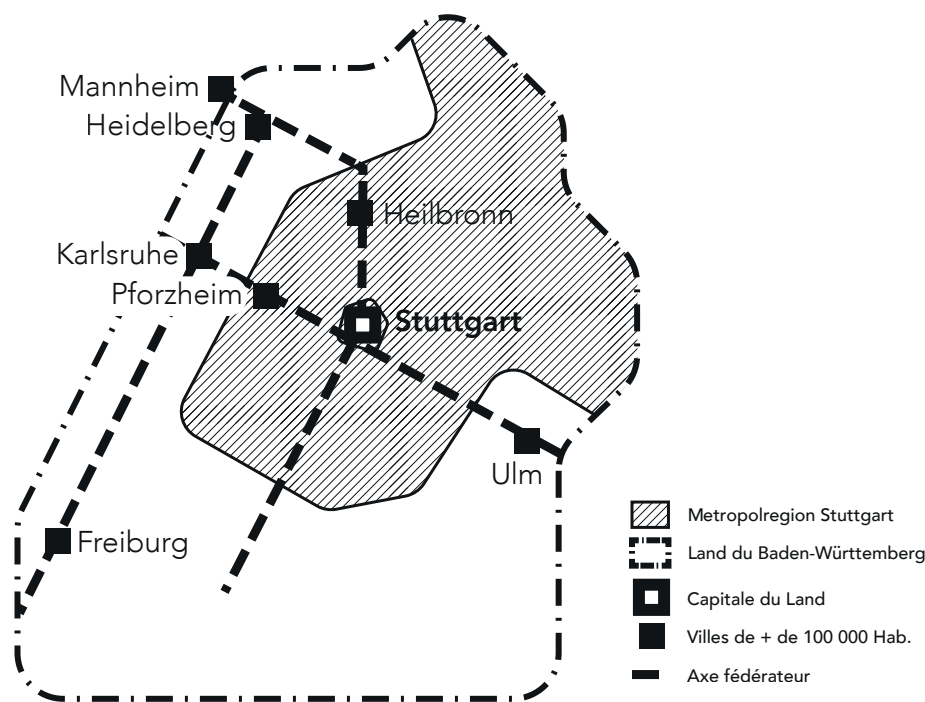 Mannheim
Heidelberg
Heilbronn
Karlsruhe
Pforzheim
Stuttgart
Ulm
Freiburg
Metropolregion Stuttgart
Land du Baden-Württemberg
Capitale du Land
Villes de + de 100 000 Hab.
Axe fédérateur